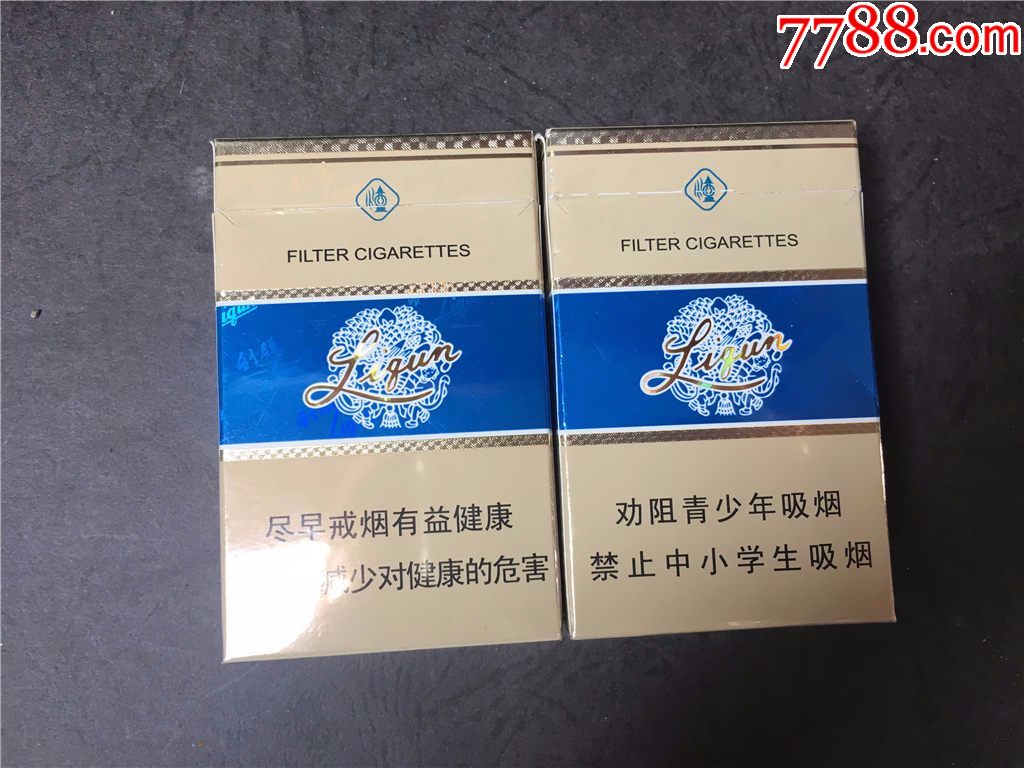 7788.com
FILTER CIGARETTES
Liqun
尽早戒烟有益健康
减少对健康的危害
FILTER CIGARETTES
Liqun
劝阻青少年吸烟
禁止中小学生吸烟